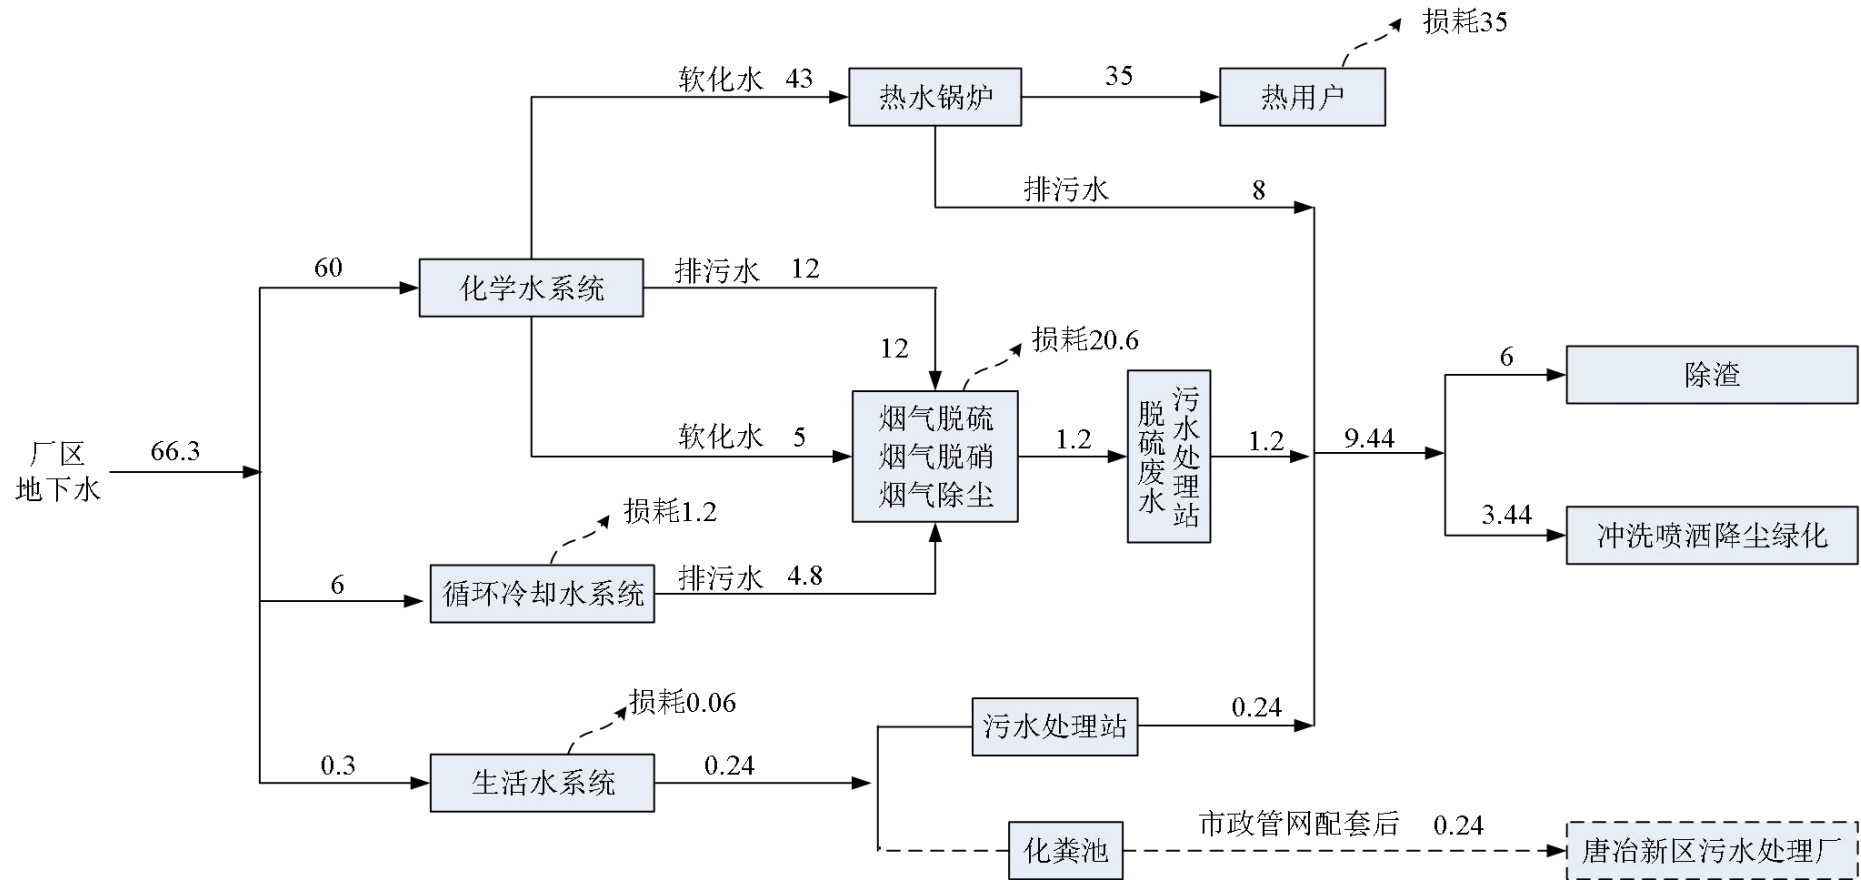 损耗35
软化水 43
热水锅炉
35
热用户
排污水 8
60
化学水系统
排污水 12
12
损耗20.6
烟气脱硫
烟气脱硝
烟气除尘
软化水 5
1.2
脱硫废水
污水处理站
1.2
9.44
6
除渣
3.44
冲洗喷洒降尘绿化
厂区
地下水
66.3
损耗1.2
6
循环冷却水系统
排污水 4.8
损耗0.06
0.3
生活水系统
0.24
污水处理站
0.24
化粪池
市政管网配套后 0.24
唐冶新区污水处理厂